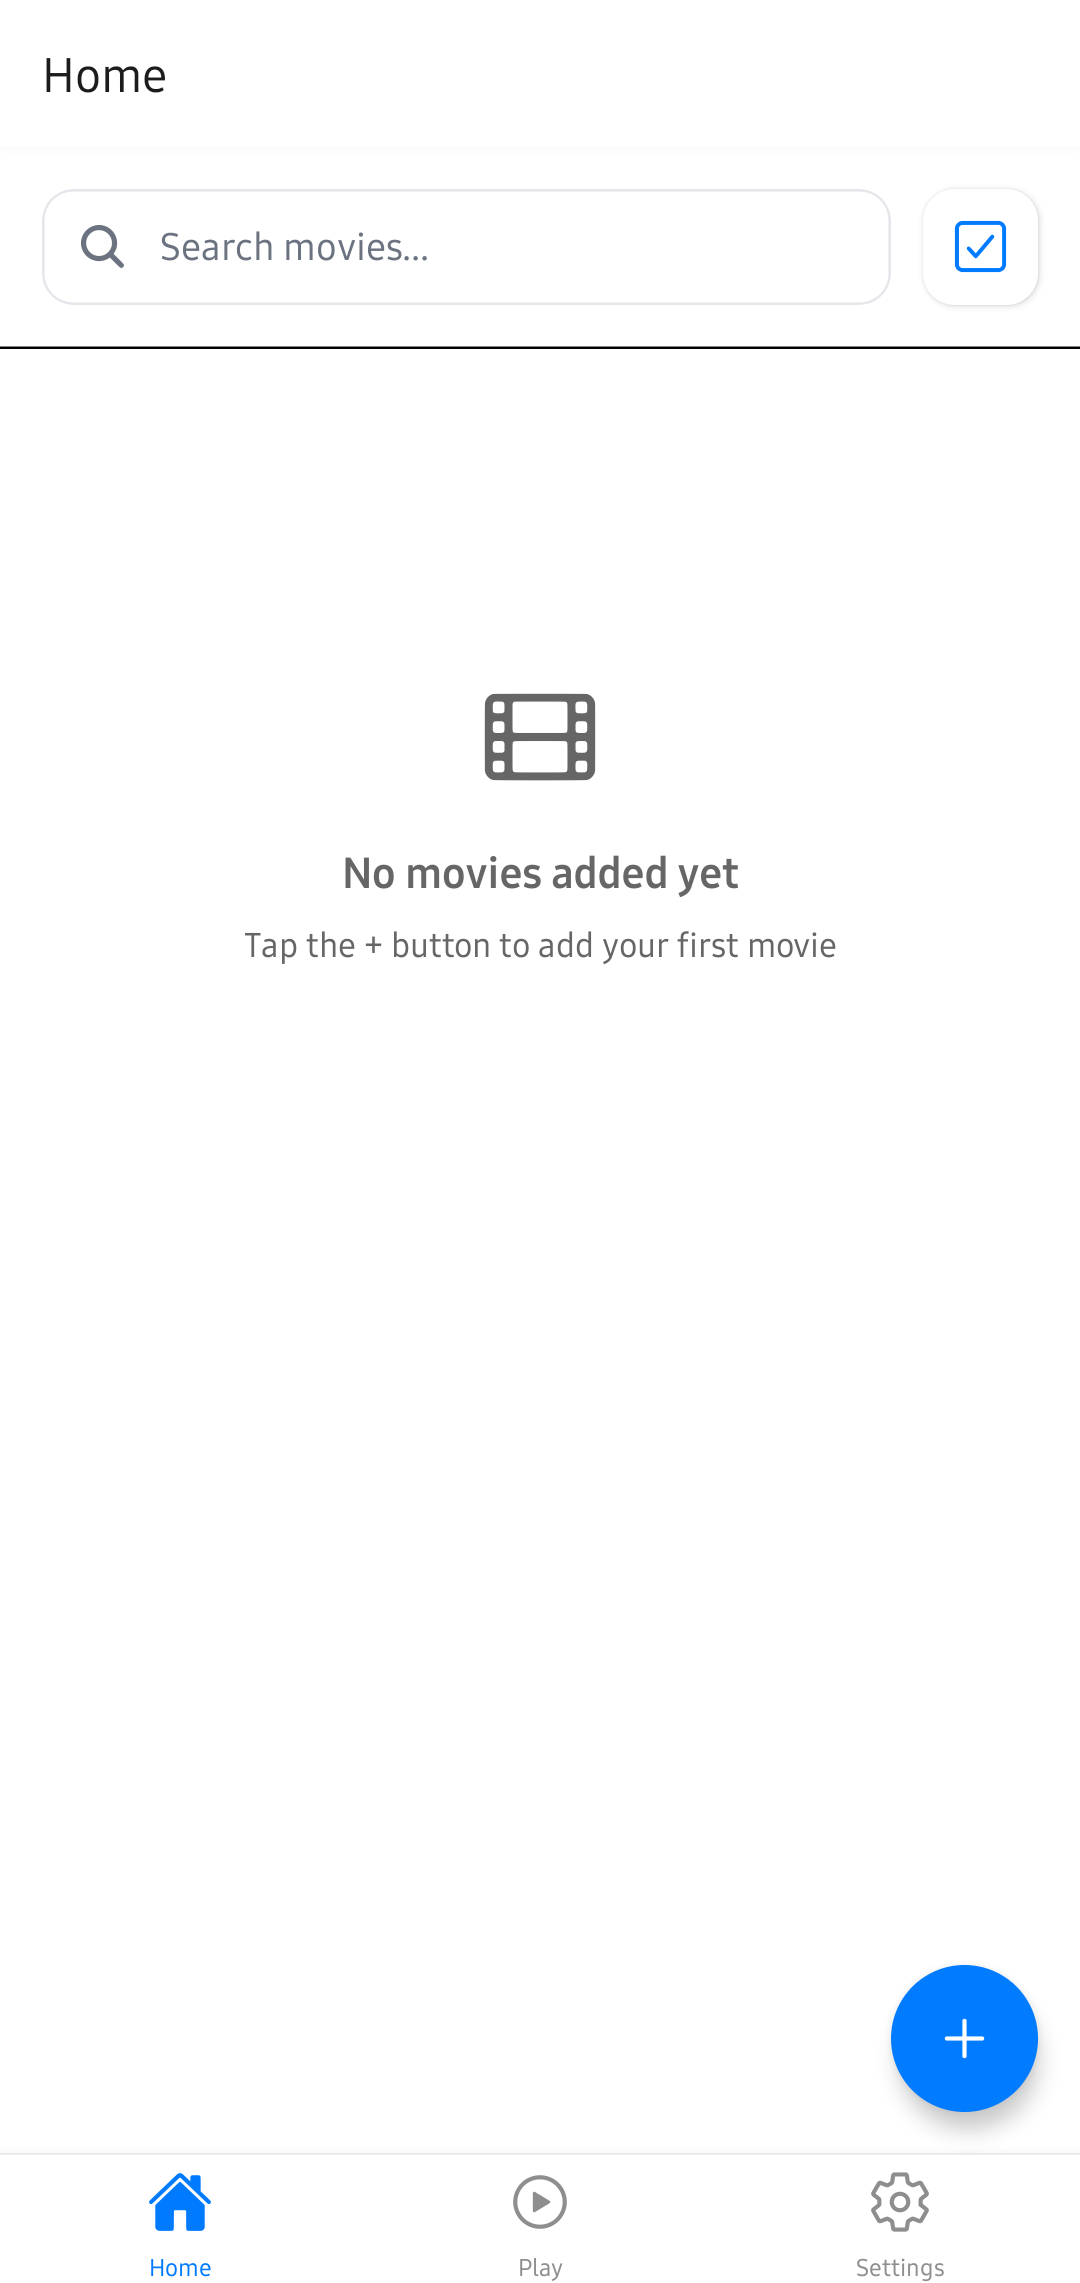 Home
Search movies...
No movies added yet
Tap the + button to add your first movie
Home
Play
Settings